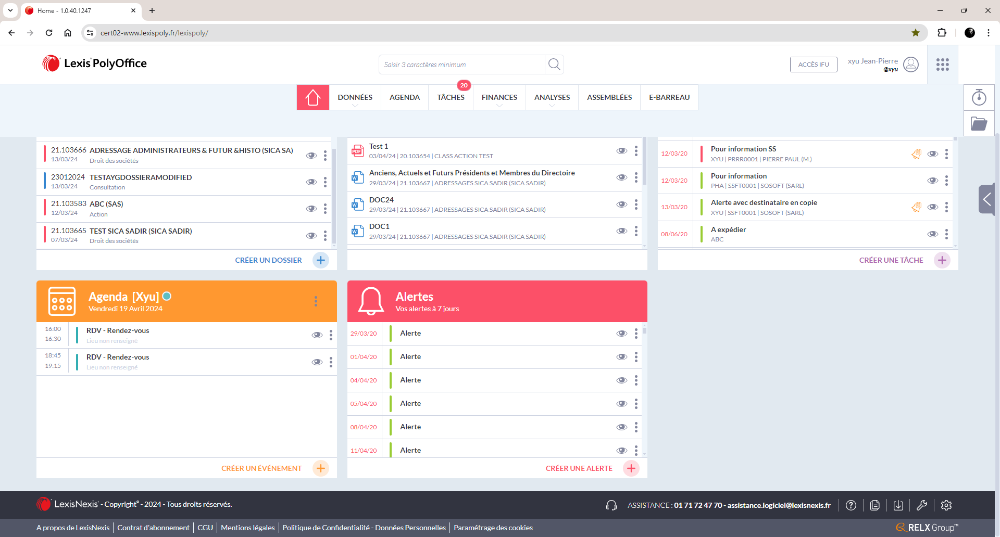 Home - 1.0.40.1247
cert02-www.lexispoly.fr/lexispoly/
Lexis PolyOffice
Saisir 3 caractères minimum
ACCÈS IFU
xyu Jean-Pierre
@xyu
20
DONNÉES
AGENDA
TÂCHES
FINANCES
ANALYSES
ASSEMBLÉES
E-BARREAU
21.103666 ADRESSAGE ADMINISTRATEURS & FUTUR &HISTO (SICA SA)
13/03/24 Droit des sociétés
23012024 TESTAYGDOSSIERAMODIFIED
13/03/24 Consultation
21.103583 ABC (SAS)
12/03/24 Action
21.103665 TEST SICA SADIR (SICA SADIR)
07/03/24 Droit des sociétés
CRÉER UN DOSSIER
PDF
Test 1
03/04/24 | 20.103654 | CLASS ACTION TEST
W
Anciens, Actuels et Futurs Présidents et Membres du Directoire
29/03/24 | 21.103667 | ADRESSAGES SICA SADIR (SICA SADIR)
W
DOC24
29/03/24 | 21.103667 | ADRESSAGES SICA SADIR (SICA SADIR)
W
DOC1
29/03/24 | 21.103667 | ADRESSAGES SICA SADIR (SICA SADIR)
12/03/20
Pour information SS
XYU | PRRR0001 | PIERRE PAUL (M.)
12/03/20
Pour information
PHA | SSFT0001 | SOSOFT (SARL)
13/03/20
Alerte avec destinataire en copie
XYU | SSFT0001 | SOSOFT (SARL)
08/06/20
A expédier
ABC
CRÉER UNE TÂCHE
Agenda [Xyu]
Vendredi 19 Avril 2024
16:00
16:30
RDV - Rendez-vous
Lieu non renseigné
18:45
19:15
RDV - Rendez-vous
Lieu non renseigné
CRÉER UN ÉVÉNEMENT
Alertes
Vos alertes à 7 jours
29/03/20 Alerte
01/04/20 Alerte
04/04/20 Alerte
05/04/20 Alerte
08/04/20 Alerte
11/04/20 Alerte
CRÉER UNE ALERTE
LexisNexis - Copyright® - 2024 - Tous droits réservés.
ASSISTANCE : 01 71 72 47 70 - assistance.logiciel@lexisnexis.fr
A propos de LexisNexis | Contrat d'abonnement | CGU | Mentions légales | Politique de Confidentialité - Données Personnelles | Paramétrage des cookies
RELX Group™